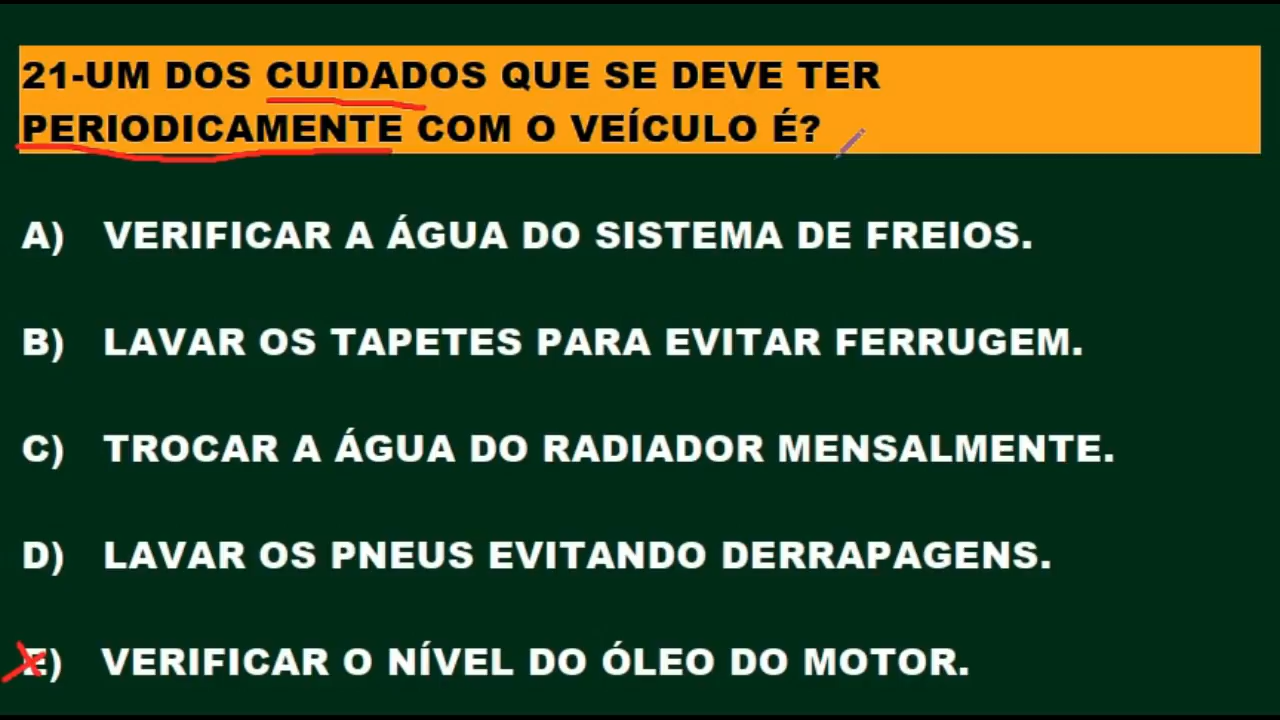 21-UM DOS CUIDADOS QUE SE DEVE TER
PERIODICAMENTE COM O VEÍCULO É?
A) VERIFICAR A ÁGUA DO SISTEMA DE FREIOS.
B) LAVAR OS TAPETES PARA EVITAR FERRUGEM.
C) TROCAR A ÁGUA DO RADIADOR MENSALMENTE.
D) LAVAR OS PNEUS EVITANDO DERRAPAGENS.
E) VERIFICAR O NÍVEL DO ÓLEO DO MOTOR.